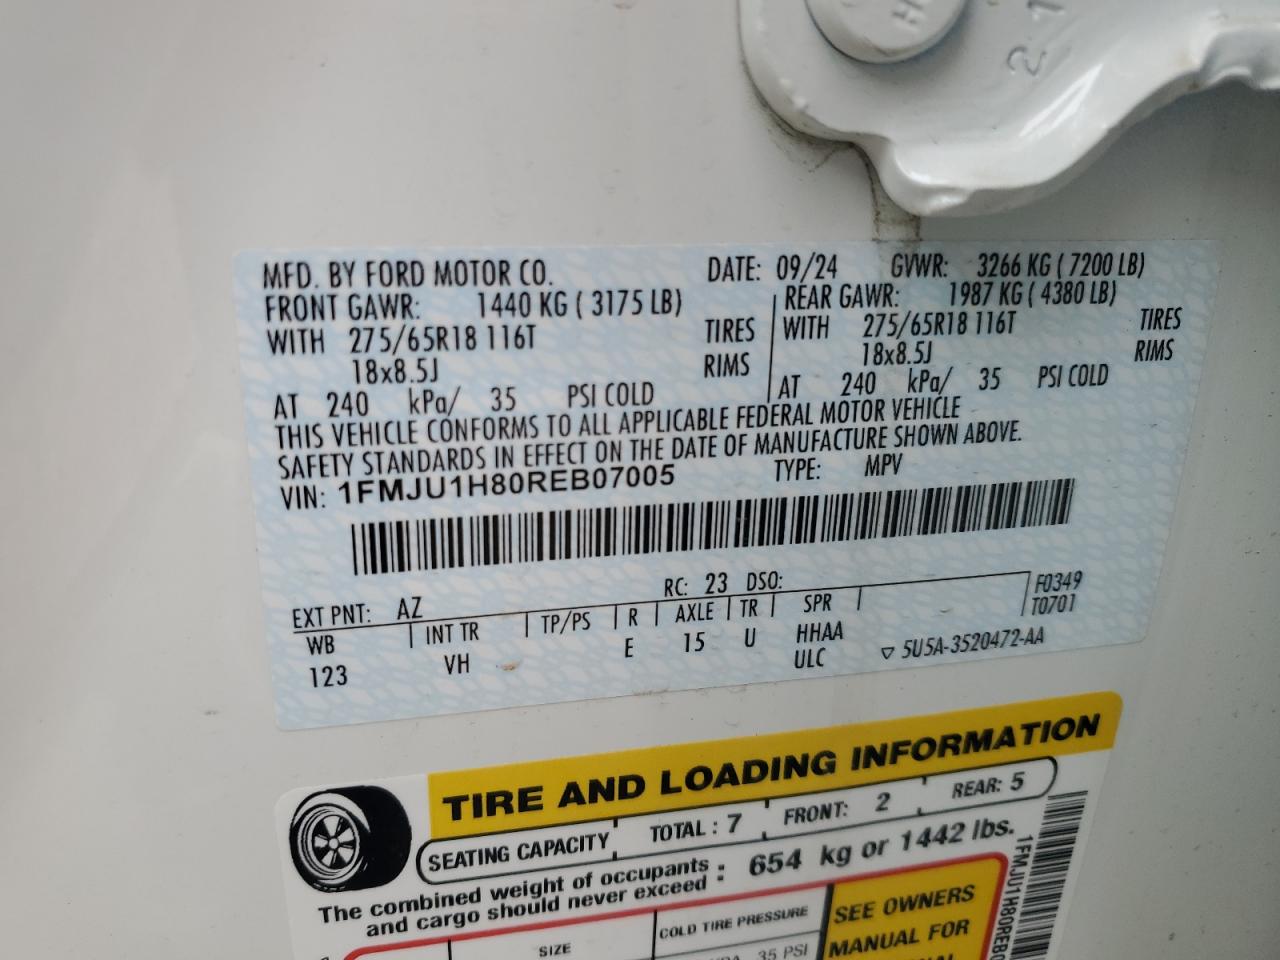 H
21
MFD. BY FORD MOTOR CO. DATE: 09/24 GVWR: 3266 KG ( 7200 LB)
FRONT GAWR: 1440 KG ( 3175 LB) REAR GAWR: 1987 KG ( 4380 LB)
WITH 275/65R18 116T TIRES WITH 275/65R18 116T TIRES
18x8.5J RIMS 18x8.5J RIMS
AT 240 kPa/ 35 PSI COLD AT 240 kPa/ 35 PSI COLD
THIS VEHICLE CONFORMS TO ALL APPLICABLE FEDERAL MOTOR VEHICLE
SAFETY STANDARDS IN EFFECT ON THE DATE OF MANUFACTURE SHOWN ABOVE.
VIN: 1FMJU1H80REB07005 TYPE: MPV
EXT PNT: AZ RC: 23 DSO: F0349
WB INT TR TP/PS R AXLE TR SPR T0701
123 VH E 15 U HHAA
ULC ▽ 5U5A-3520472-AA
TIRE AND LOADING INFORMATION
SEATING CAPACITY TOTAL : 7 FRONT: 2 REAR: 5
The combined weight of occupants and cargo should never exceed : 654 kg or 1442 lbs.
SIZE COLD TIRE PRESSURE SEE OWNERS
35 PSI MANUAL FOR
1FMJU1H80REB0